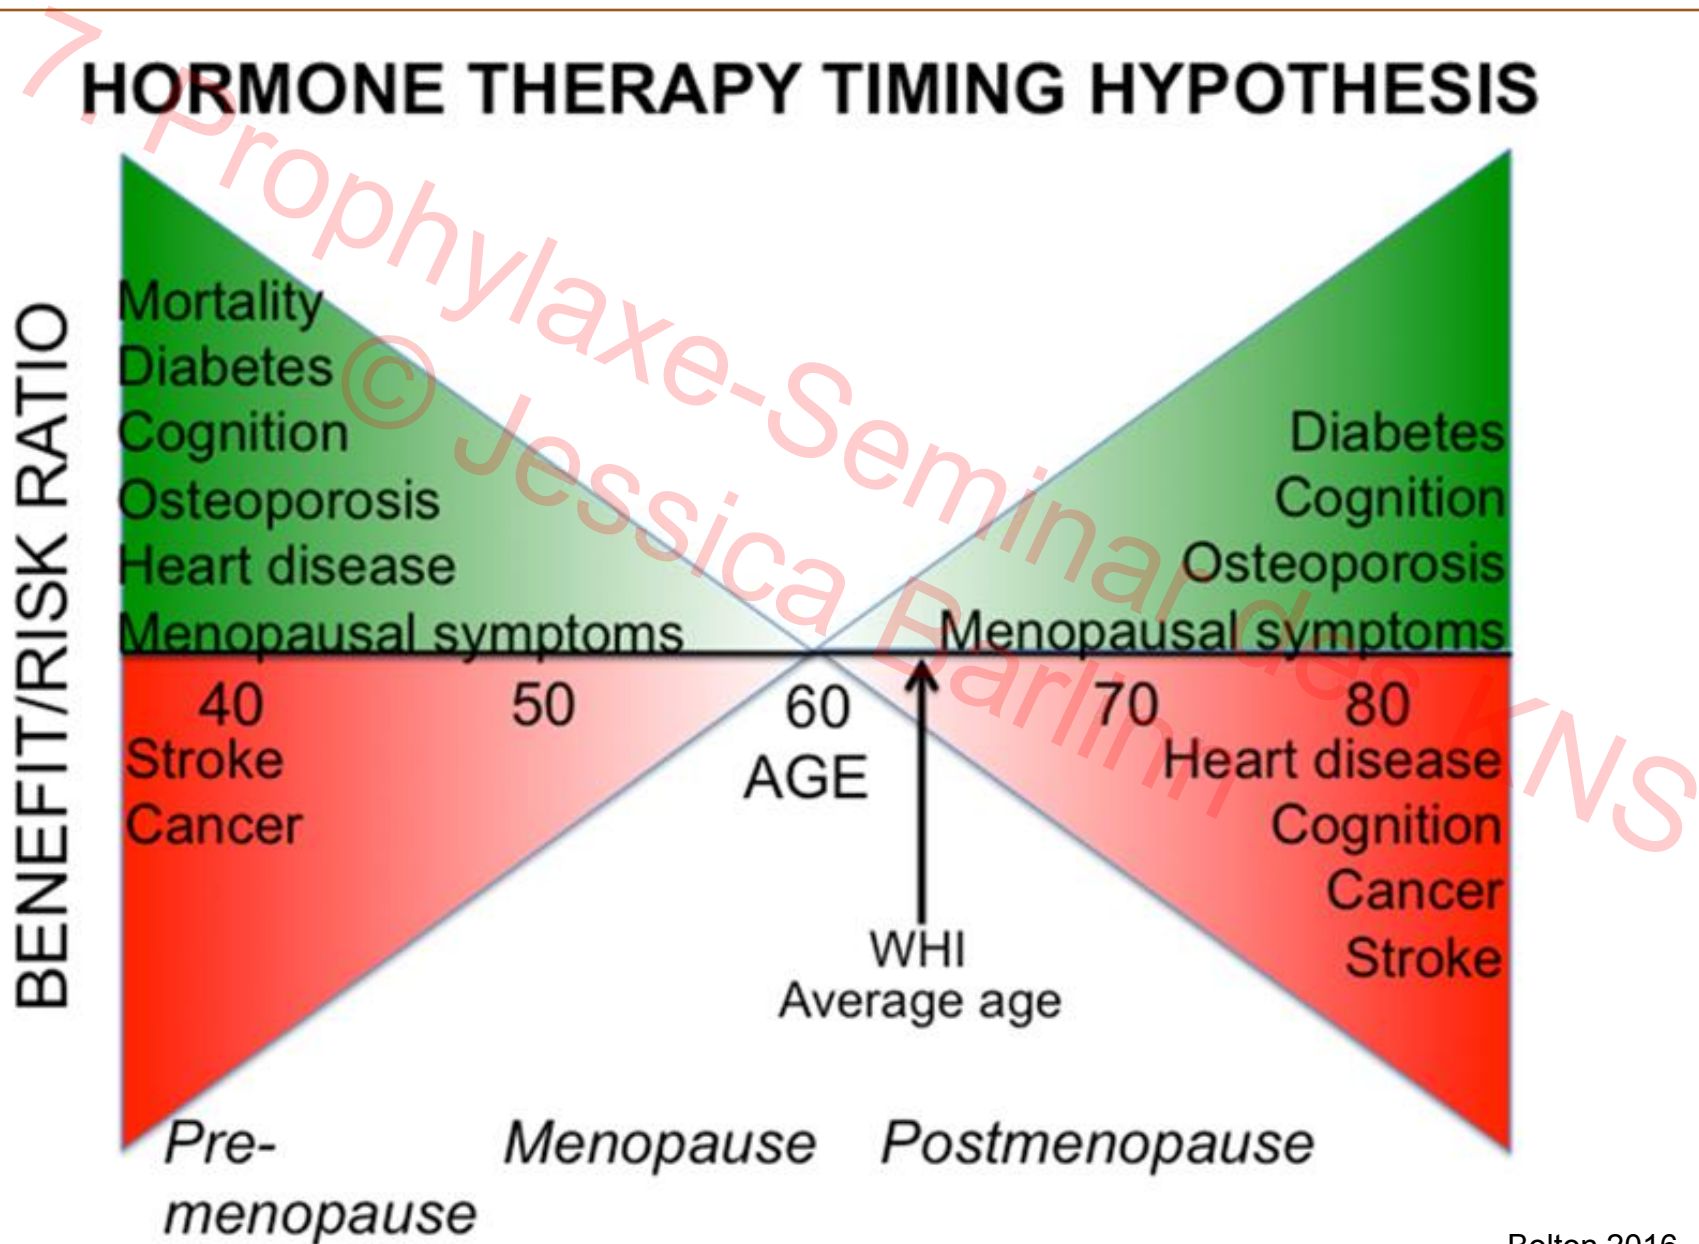 HORMONE THERAPY TIMING HYPOTHESIS
7. Prophylaxe-Seminar des KNS
© Jessica Barlinn
BENEFIT/RISK RATIO
Mortality
Diabetes
Cognition
Osteoporosis
Heart disease
Menopausal symptoms
Diabetes
Cognition
Osteoporosis
Menopausal symptoms
40 50 60 70 80
AGE
Stroke
Cancer
Heart disease
Cognition
Cancer
Stroke
WHI
Average age
Pre-
menopause
Menopause
Postmenopause
Bolton 2016